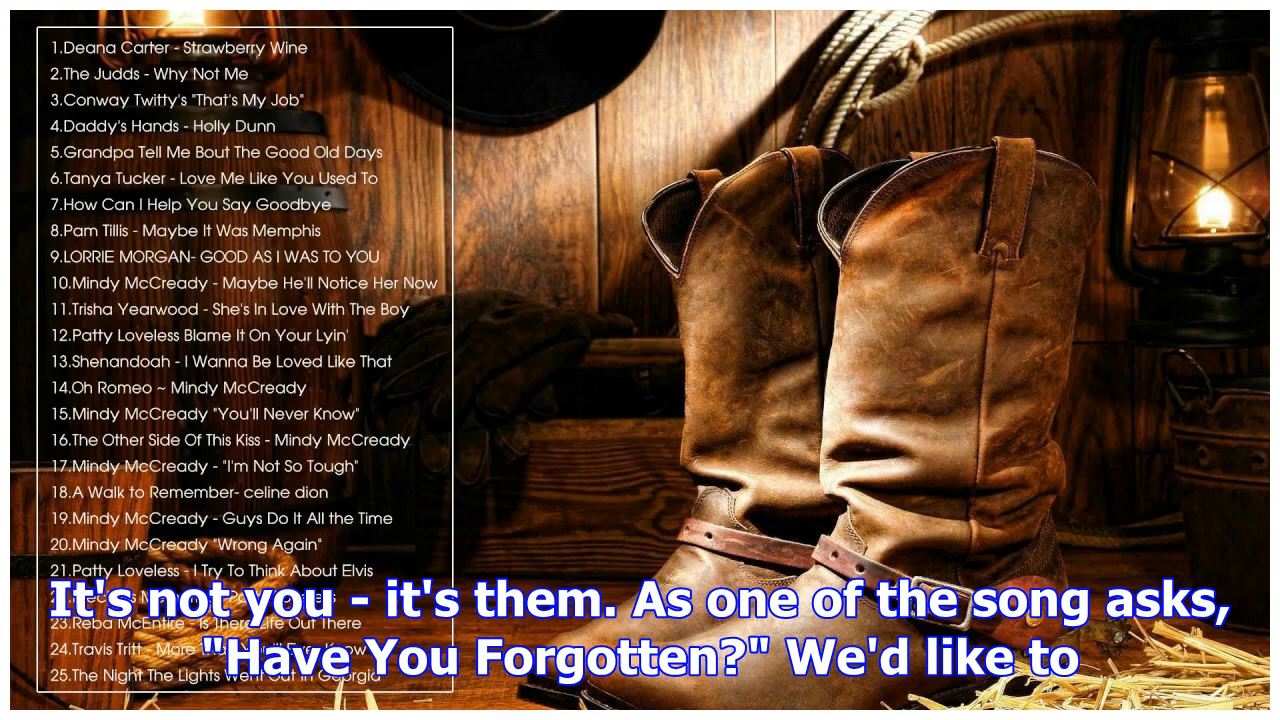 1.Deana Carter - Strawberry Wine
2.The Judds - Why Not Me
3.Conway Twitty's "That's My Job"
4.Daddy's Hands - Holly Dunn
5.Grandpa Tell Me Bout The Good Old Days
6.Tanya Tucker - Love Me Like You Used To
7.How Can I Help You Say Goodbye
8.Pam Tillis - Maybe It Was Memphis
9.LORRIE MORGAN- GOOD AS I WAS TO YOU
10.Mindy McCready - Maybe He'll Notice Her Now
11.Trisha Yearwood - She's In Love With The Boy
12.Patty Loveless Blame It On Your Lyin'
13.Shenandoah - I Wanna Be Loved Like That
14.Oh Romeo ~ Mindy McCready
15.Mindy McCready "You'll Never Know"
16.The Other Side Of This Kiss - Mindy McCready
17.Mindy McCready - "I'm Not So Tough"
18.A Walk to Remember- celine dion
19.Mindy McCready - Guys Do It All the Time
20.Mindy McCready "Wrong Again"
21.Patty Loveless - I Try To Think About Elvis
23.Reba McEntire - Is There Life Out There
24.Travis Tritt - More Than You'll Ever Know
25.The Night The Lights Went Out In Georgia
It's not you - it's them. As one of the song asks,
"Have You Forgotten?" We'd like to